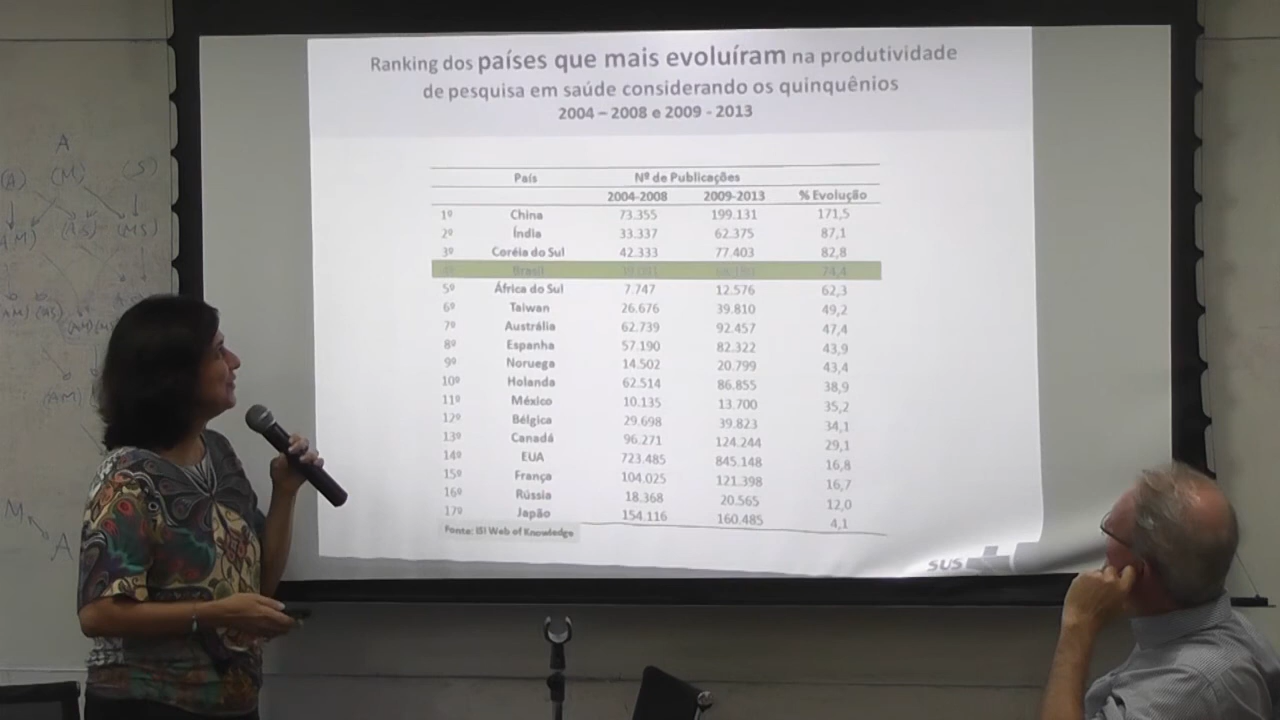 Ranking dos países que mais evoluíram na produtividade
de pesquisa em saúde considerando os quinquênios
2004 – 2008 e 2009 - 2013
País Nº de Publicações
2004-2008 2009-2013 % Evolução
1º China 73.355 199.131 171,5
2º Índia 33.337 62.375 87,1
3º Coréia do Sul 42.333 77.403 82,8
Brasil 74,4
5º África do Sul 7.747 12.576 62,3
6º Taiwan 26.676 39.810 49,2
7º Austrália 62.739 92.457 47,4
8º Espanha 57.190 82.322 43,9
9º Noruega 14.502 20.799 43,4
10º Holanda 62.514 86.855 38,9
11º México 10.135 13.700 35,2
12º Bélgica 29.698 39.823 34,1
13º Canadá 96.271 124.244 29,1
14º EUA 723.485 845.148 16,8
15º França 104.025 121.398 16,7
16º Rússia 18.368 20.565 12,0
17º Japão 154.116 160.485 4,1
Fonte: ISI Web of Knowledge
SUS
A
(A) (M) (S)
(AM) (AS) (MS)
(AM)
M
A